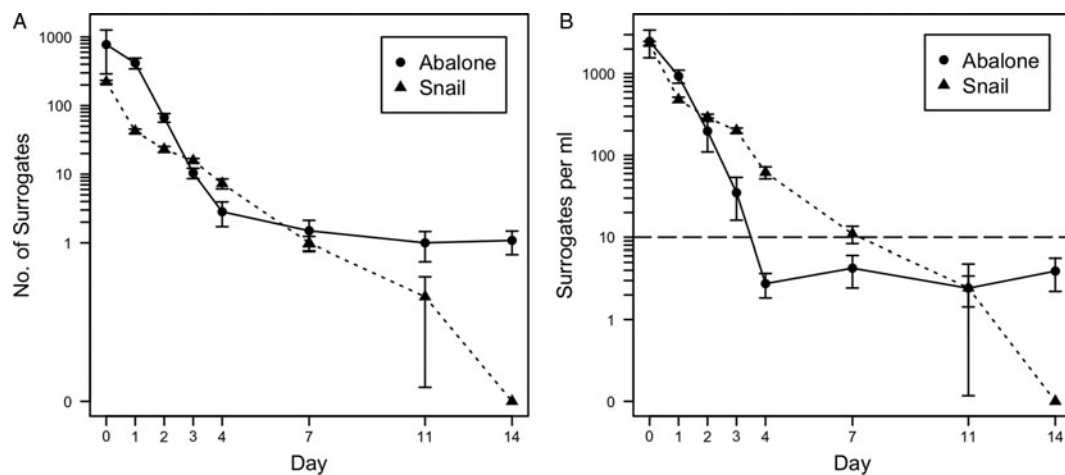 A
No. of Surrogates
1000
100
10
1
0
Abalone
Snail
0 1 2 3 4 7 11 14
Day
B
Surrogates per ml
1000
100
10
1
0
Abalone
Snail
0 1 2 3 4 7 11 14
Day